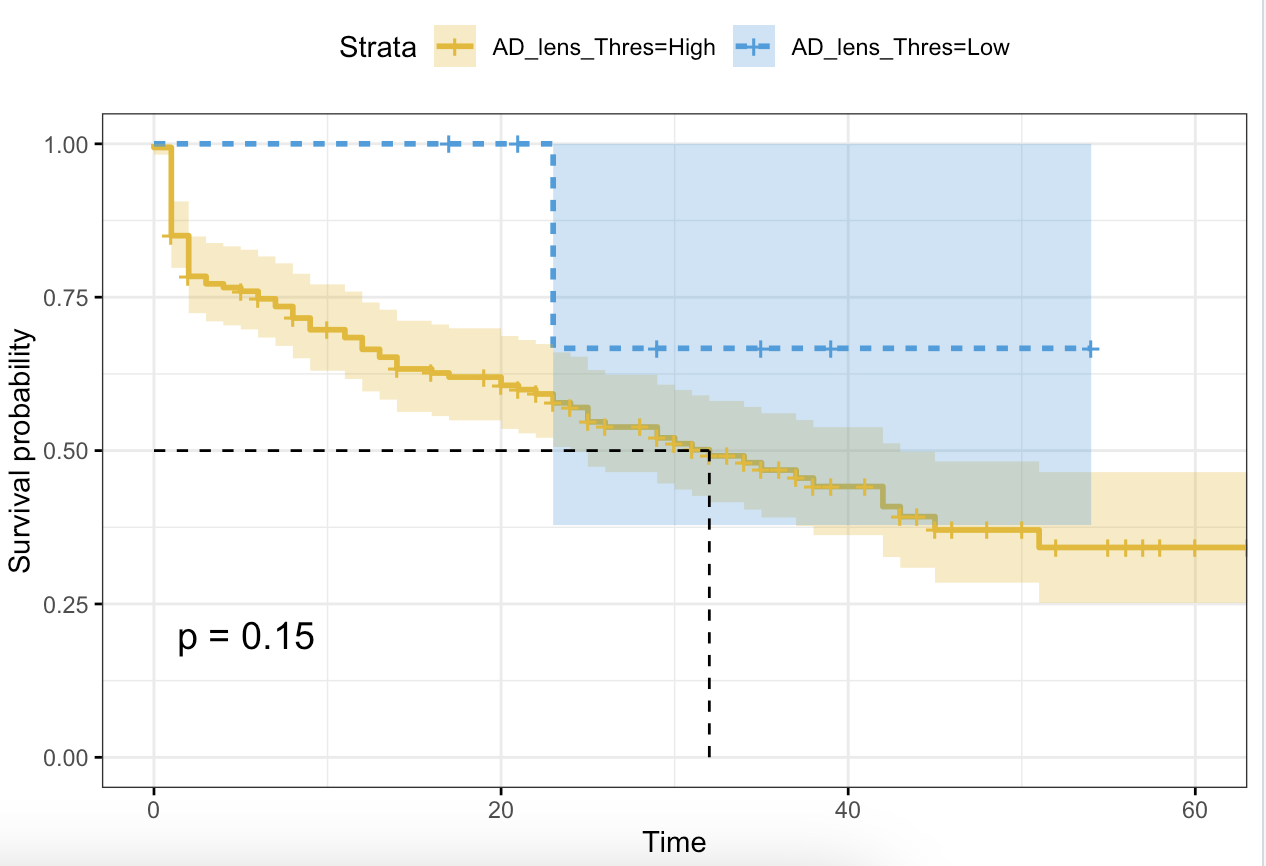 Strata AD_lens_Thres=High AD_lens_Thres=Low
Survival probability
1.00
0.75
0.50
0.25
0.00
p = 0.15
0 20 40 60
Time